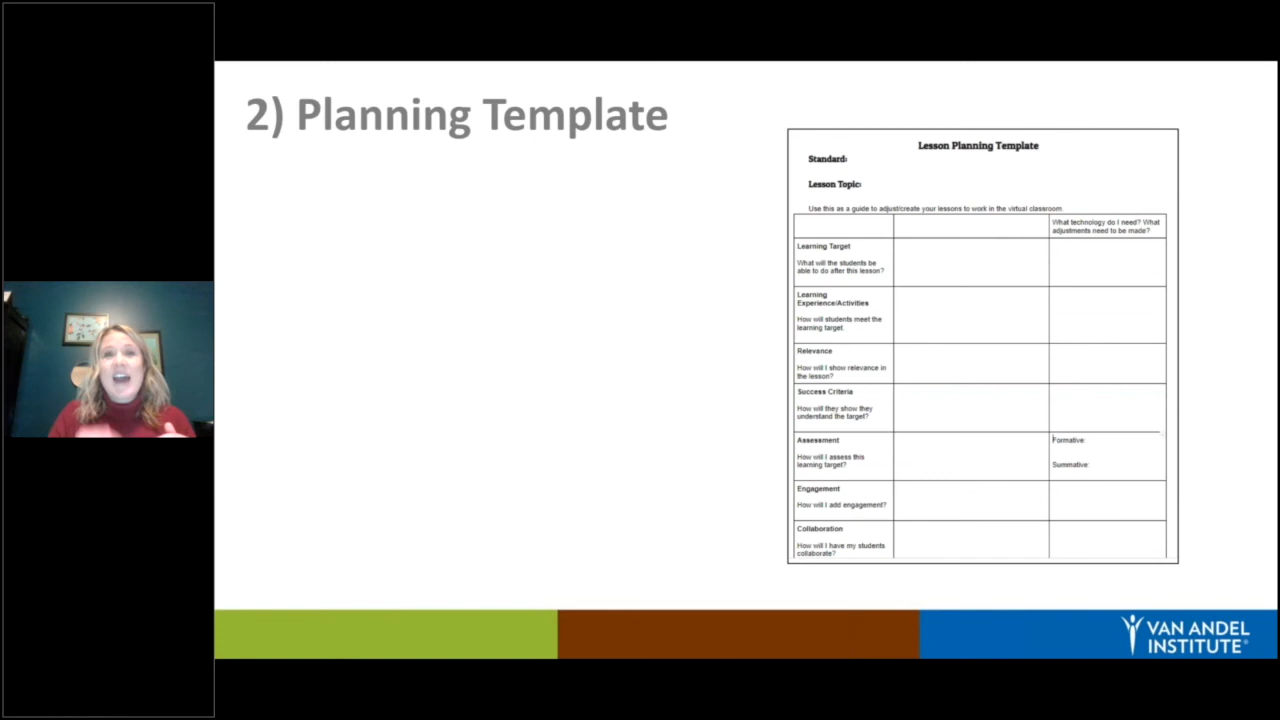 2) Planning Template
Lesson Planning Template
Standard:
Lesson Topic:
Use this as a guide to adjust/create your lessons to work in the virtual classroom
What technology do I need? What
adjustments need to be made?
Learning Target
What will the students be
able to do after this lesson?
Learning
Experience/Activities
How will students meet the
learning target
Relevance
How will I show relevance in
the lesson?
Success Criteria
How will they show they
understand the target?
Assessment
How will I assess this
learning target?
Formative:
Summative:
Engagement
How will I add engagement?
Collaboration
How will I have my students
collaborate?
VAN ANDEL
INSTITUTE®